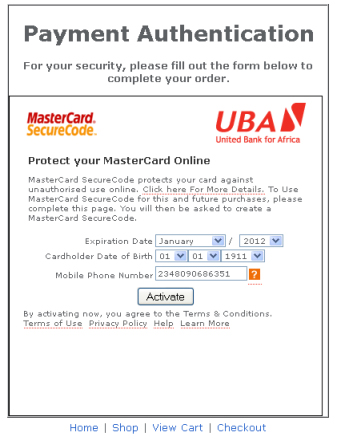 Payment Authentication
For your security, please fill out the form below to
complete your order.
MasterCard.
SecureCode.
UBA
United Bank for Africa
Protect your MasterCard Online
MasterCard SecureCode protects your card against
unauthorised use online. Click here For More Details. To Use
MasterCard SecureCode for this and future purchases, please
complete this page. You will then be asked to create a
MasterCard SecureCode.
Expiration Date January / 2012
Cardholder Date of Birth 01 01 1911
Mobile Phone Number 2348090686351 ?
Activate
By activating now, you agree to the Terms & Conditions.
Terms of Use Privacy Policy Help Learn More
Home | Shop | View Cart | Checkout